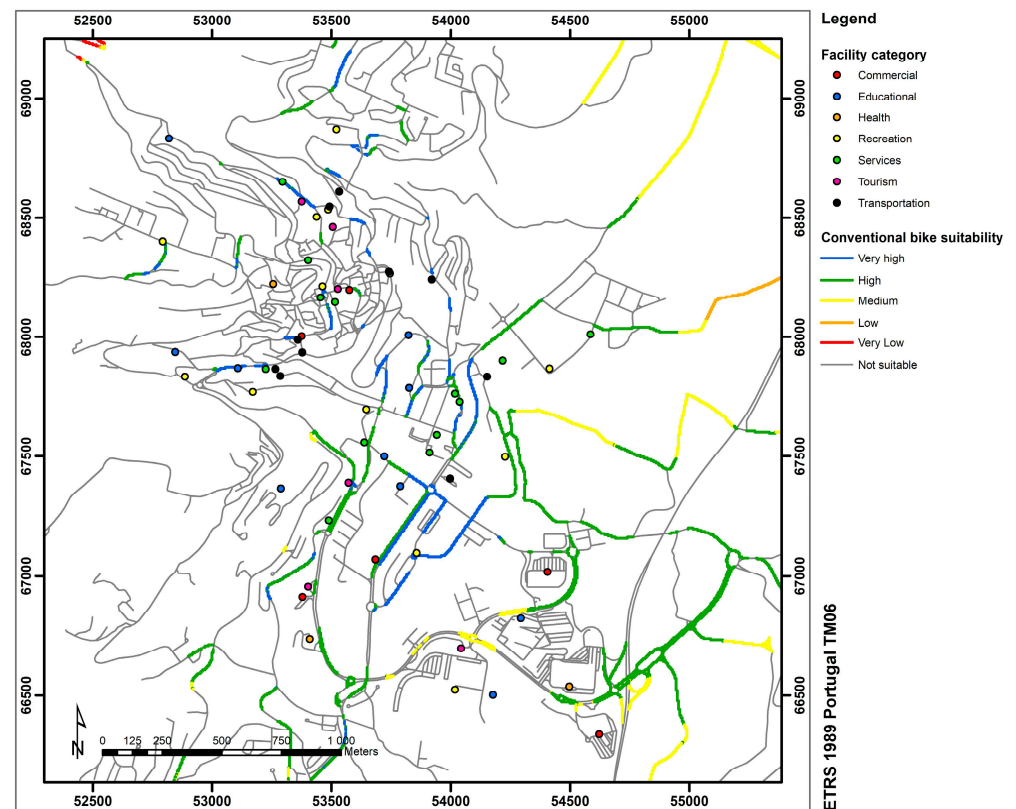 52500 53000 53500 54000 54500 55000
Legend
Facility category
Commercial
Educational
Health
Recreation
Services
Tourism
Transportation
Conventional bike suitability
Very high
High
Medium
Low
Very Low
Not suitable
69000
68500
68000
67500
67000
66500
69000
68500
68000
67500
67000
66500
N
0 125 250 500 750 1 000
Meters
52500 53000 53500 54000 54500 55000
ETRS 1989 Portugal TM06